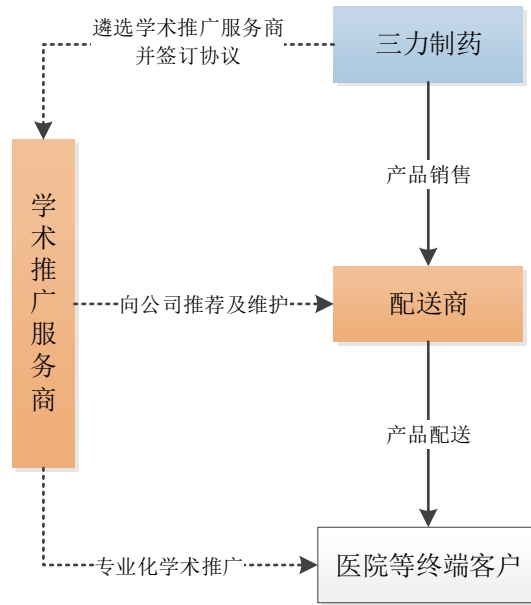 遴选学术推广服务商
并签订协议
三力制药
产品销售
学术推广服务商
向公司推荐及维护
配送商
产品配送
专业化学术推广
医院等终端客户